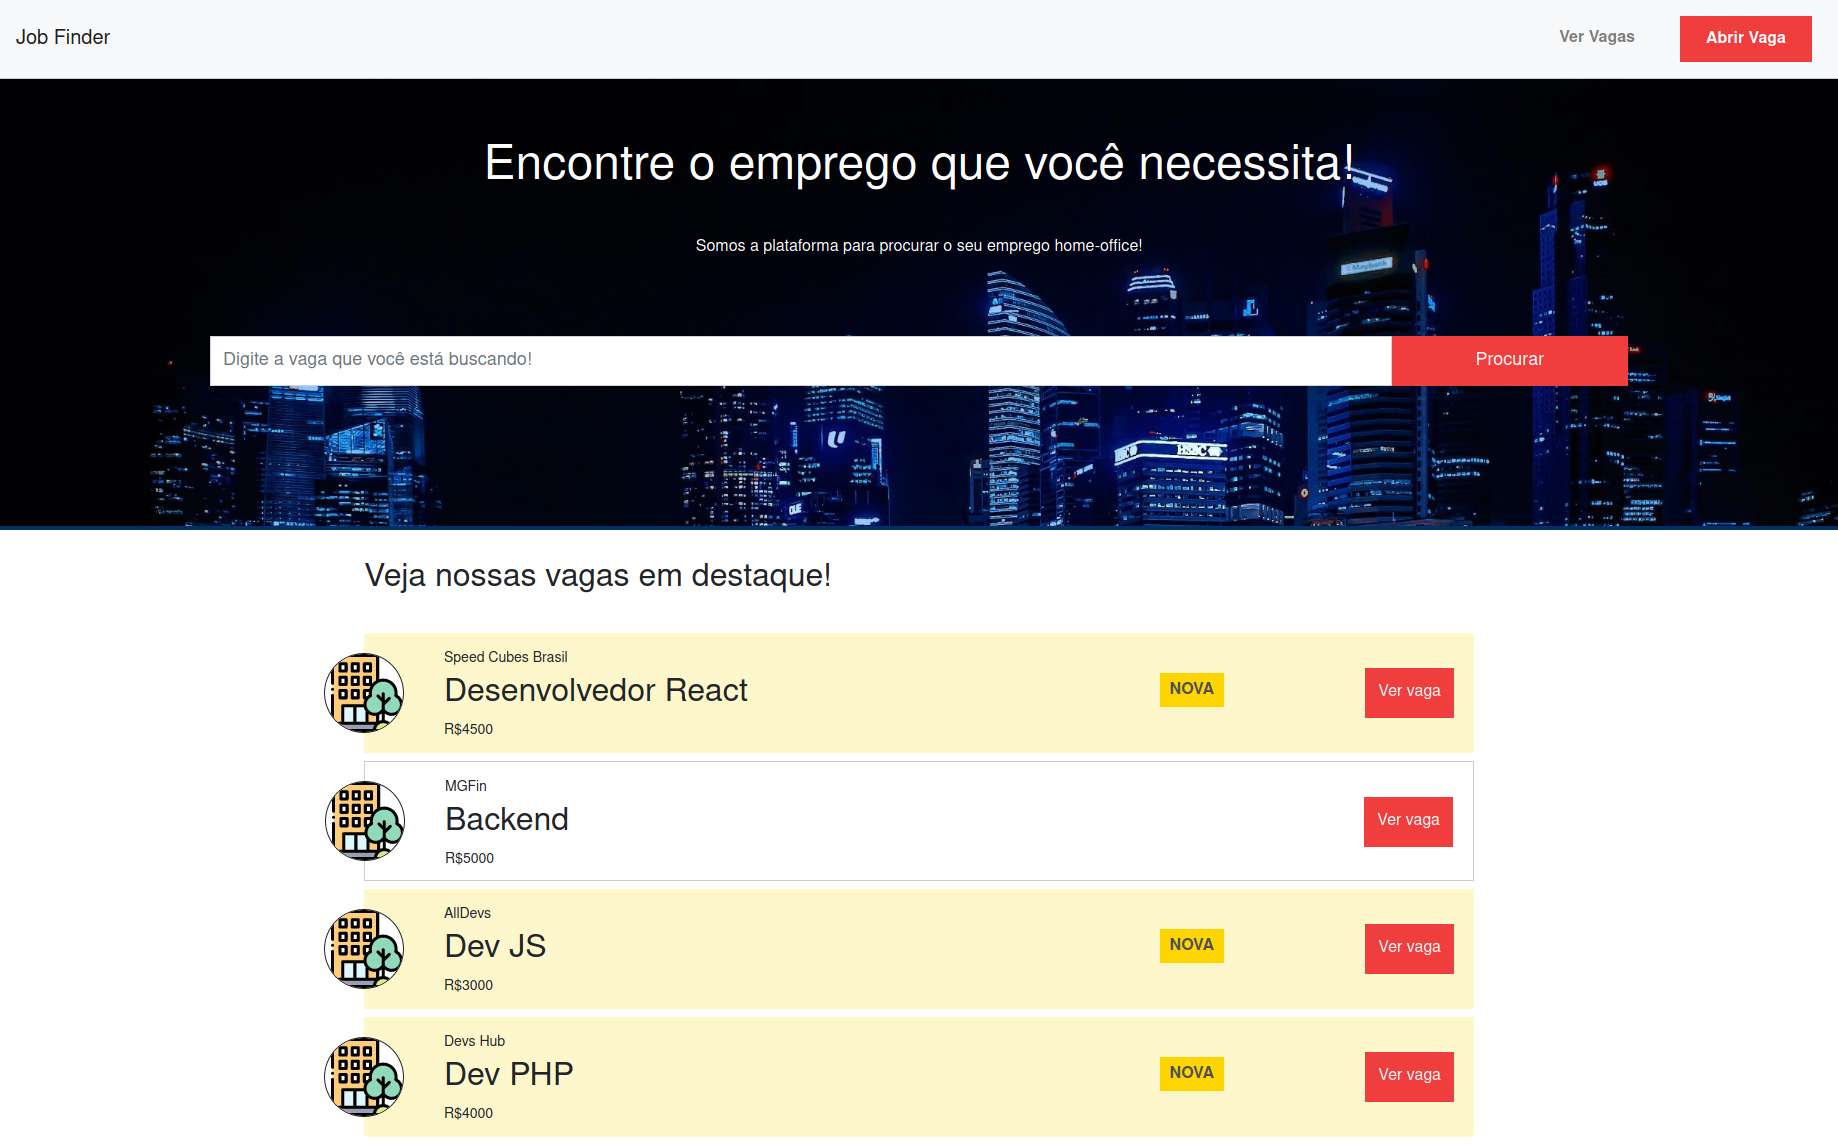 Job Finder
Ver Vagas
Abrir Vaga
Encontre o emprego que você necessita!
Somos a plataforma para procurar o seu emprego home-office!
Digite a vaga que você está buscando!
Procurar
HSBC
Veja nossas vagas em destaque!
Speed Cubes Brasil
Desenvolvedor React
R$4500
NOVA
Ver vaga
MGFin
Backend
R$5000
Ver vaga
AllDevs
Dev JS
R$3000
NOVA
Ver vaga
Devs Hub
Dev PHP
R$4000
NOVA
Ver vaga